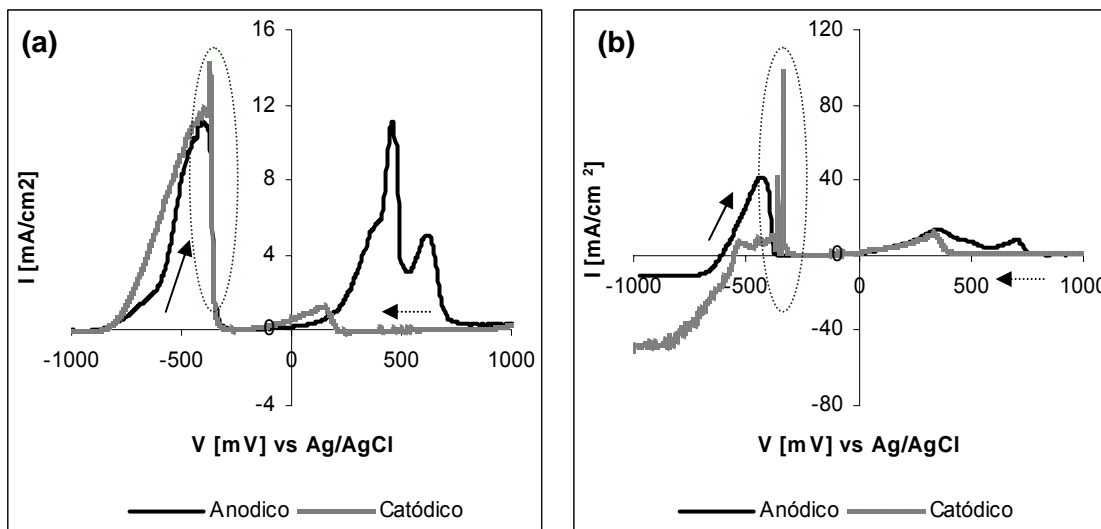 (a)
16
12
8
4
0
-4
-1000
-500
0
500
1000
I [mA/cm2]
V [mV] vs Ag/AgCl
Anodico
Catódico
(b)
120
80
40
0
-40
-80
-1000
-500
0
500
1000
I [mA/cm 2]
V [mV] vs Ag/AgCl
Anódico
Catódico